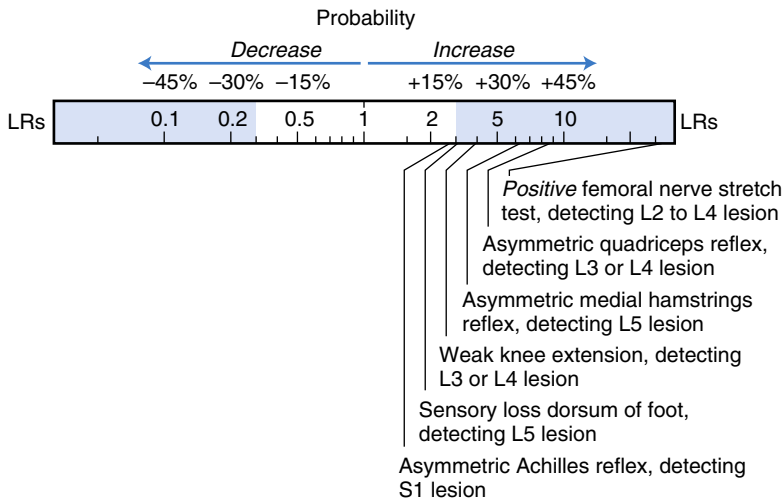 Probability
Decrease Increase
–45% –30% –15% +15% +30% +45%
LRs 0.1 0.2 0.5 1 2 5 10 LRs
Positive femoral nerve stretch
test, detecting L2 to L4 lesion
Asymmetric quadriceps reflex,
detecting L3 or L4 lesion
Asymmetric medial hamstrings
reflex, detecting L5 lesion
Weak knee extension, detecting
L3 or L4 lesion
Sensory loss dorsum of foot,
detecting L5 lesion
Asymmetric Achilles reflex, detecting
S1 lesion